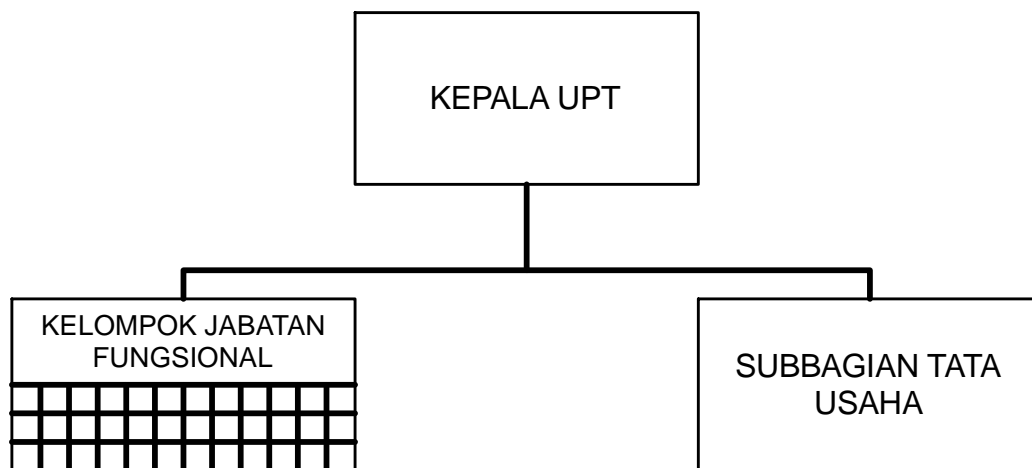 KEPALA UPT
KELOMPOK JABATAN
FUNGSIONAL
SUBBAGIAN TATA
USAHA